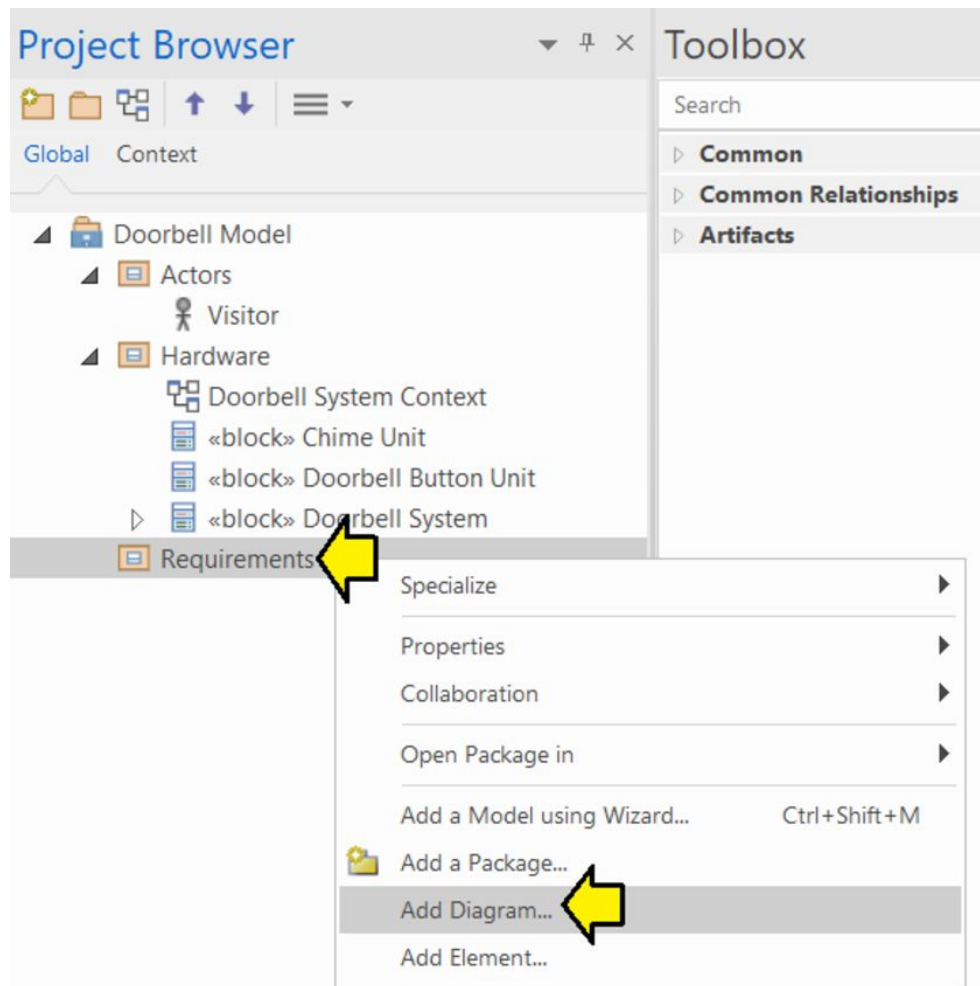 Project Browser
Toolbox
Search
Global Context
Common
Common Relationships
Artifacts
Doorbell Model
Actors
Visitor
Hardware
Doorbell System Context
«block» Chime Unit
«block» Doorbell Button Unit
«block» Doorbell System
Requirements
Specialize
Properties
Collaboration
Open Package in
Add a Model using Wizard... Ctrl+Shift+M
Add a Package...
Add Diagram...
Add Element...